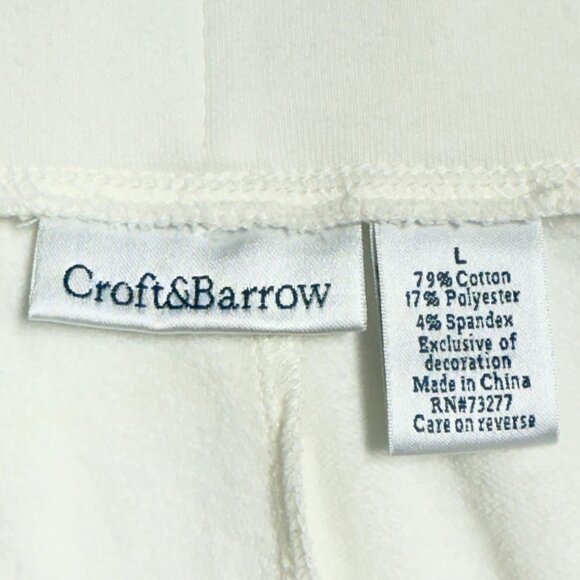 Croft&Barrow
L
79% Cotton
17% Polyester
4% Spandex
Exclusive of
decoration
Made in China
RN#73277
Care on reverse